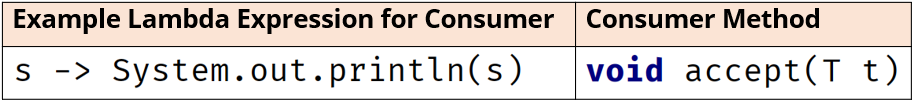 Example Lambda Expression for Consumer Consumer Method
s -> System.out.println(s) void accept(T t)